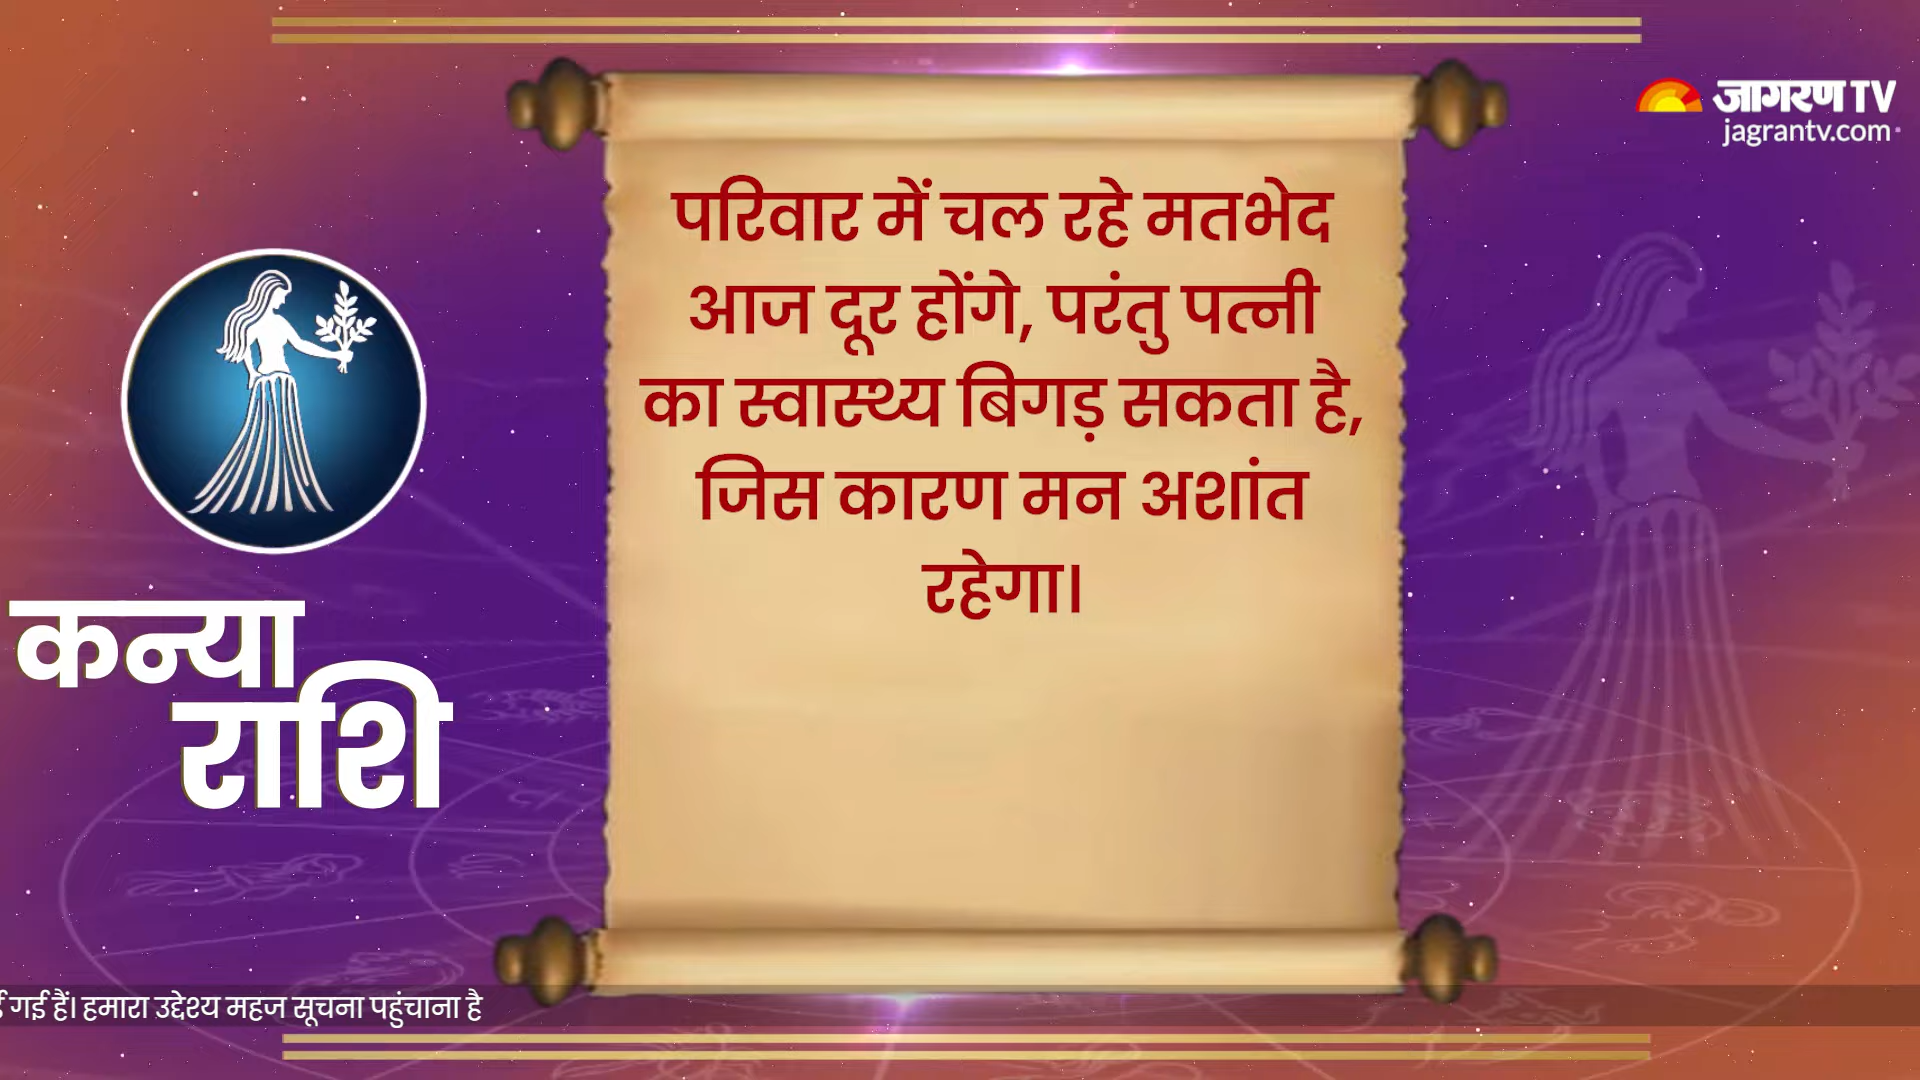 जागरण TV
jagrantv.com
परिवार में चल रहे मतभेद
आज दूर होंगे, परंतु पत्नी
का स्वास्थ्य बिगड़ सकता है,
जिस कारण मन अशांत
रहेगा।
कन्या
राशि
गई हैं। हमारा उद्देश्य महज सूचना पहुंचाना है